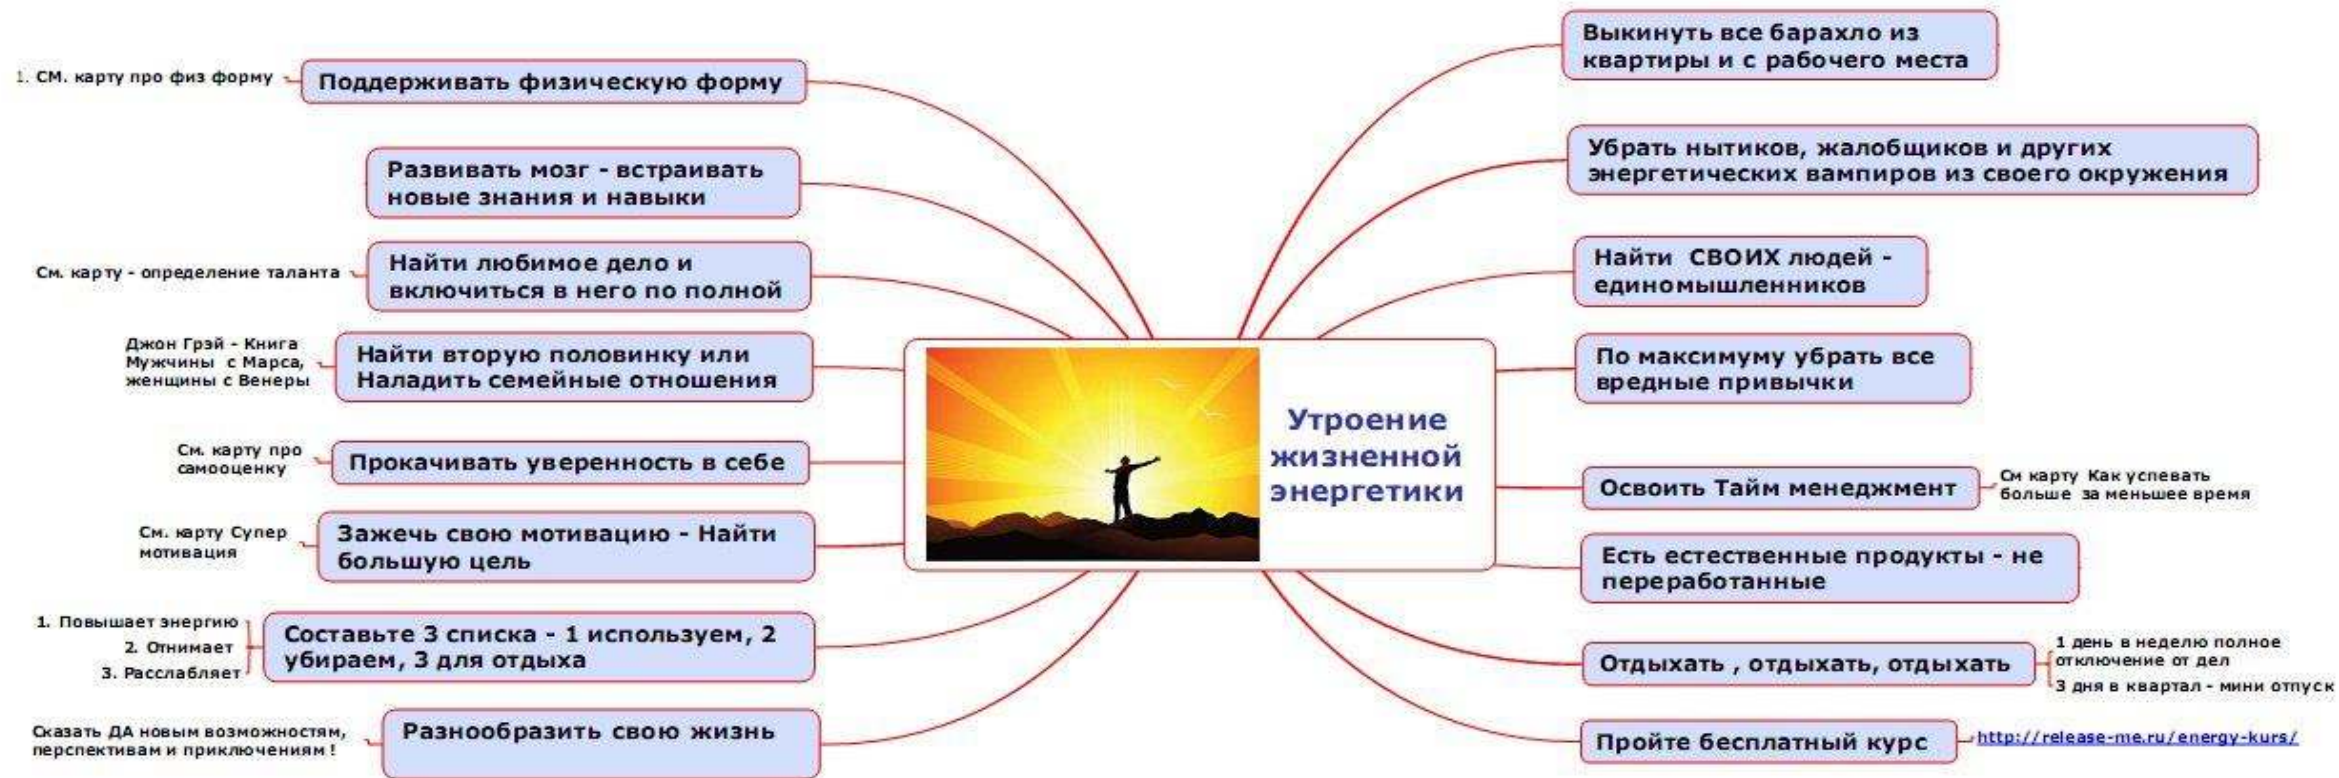 Утроение
жизненной
энергетики
Выкинуть все барахло из
квартиры и с рабочего места
Убрать нытиков, жалобщиков и других
энергетических вампиров из своего окружения
Найти СВОИХ людей -
единомышленников
По максимуму убрать все
вредные привычки
Освоить Тайм менеджмент
См карту Как успевать
больше за меньшее время
Есть естественные продукты - не
переработанные
Отдыхать , отдыхать, отдыхать
1 день в неделю полное
отключение от дел
3 дня в квартал - мини отпуск
Пройте бесплатный курс
http://release-me.ru/energy-kurs/
Поддерживать физическую форму
1. СМ. карту про физ форму
Развивать мозг - встраивать
новые знания и навыки
Найти любимое дело и
включиться в него по полной
См. карту - определение таланта
Найти вторую половинку или
Наладить семейные отношения
Джон Грэй - Книга
Мужчины с Марса,
женщины с Венеры
Прокачивать уверенность в себе
См. карту про
самооценку
Зажечь свою мотивацию - Найти
большую цель
См. карту Супер
мотивация
Составьте 3 списка - 1 используем, 2
убираем, 3 для отдыха
1. Повышает энергию
2. Отнимает
3. Расслабляет
Разнообразить свою жизнь
Сказать ДА новым возможностям,
перспективам и приключениям !